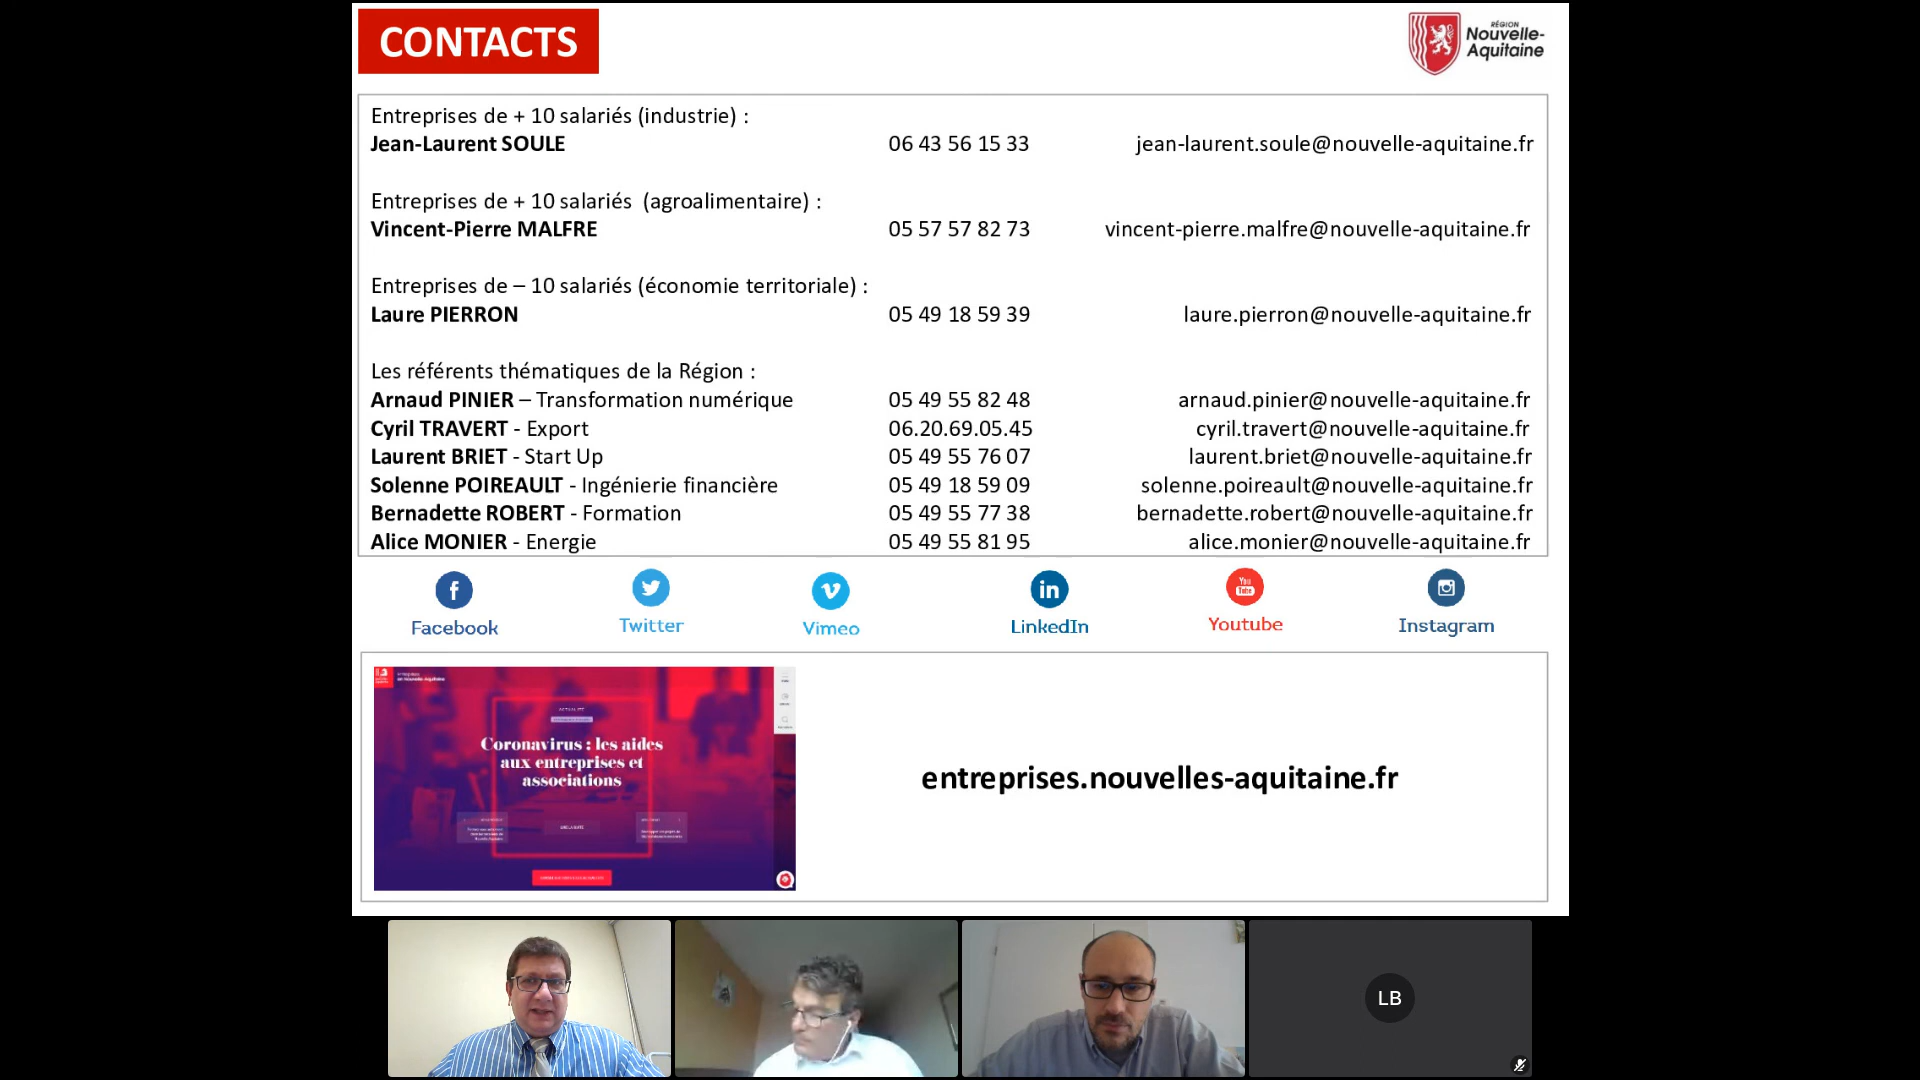 CONTACTS
RÉGION
Nouvelle-
Aquitaine
Entreprises de + 10 salariés (industrie) :
Jean-Laurent SOULE 06 43 56 15 33 jean-laurent.soule@nouvelle-aquitaine.fr
Entreprises de + 10 salariés (agroalimentaire) :
Vincent-Pierre MALFRE 05 57 57 82 73 vincent-pierre.malfre@nouvelle-aquitaine.fr
Entreprises de – 10 salariés (économie territoriale) :
Laure PIERRON 05 49 18 59 39 laure.pierron@nouvelle-aquitaine.fr
Les référents thématiques de la Région :
Arnaud PINIER – Transformation numérique 05 49 55 82 48 arnaud.pinier@nouvelle-aquitaine.fr
Cyril TRAVERT - Export 06.20.69.05.45 cyril.travert@nouvelle-aquitaine.fr
Laurent BRIET - Start Up 05 49 55 76 07 laurent.briet@nouvelle-aquitaine.fr
Solenne POIREAULT - Ingénierie financière 05 49 18 59 09 solenne.poireault@nouvelle-aquitaine.fr
Bernadette ROBERT - Formation 05 49 55 77 38 bernadette.robert@nouvelle-aquitaine.fr
Alice MONIER - Energie 05 49 55 81 95 alice.monier@nouvelle-aquitaine.fr
Facebook Twitter Vimeo LinkedIn Youtube Instagram
ACTUALITÉ
Coronavirus : les aides
aux entreprises et
associations
LIRE LA SUITE
entreprises.nouvelles-aquitaine.fr
LB